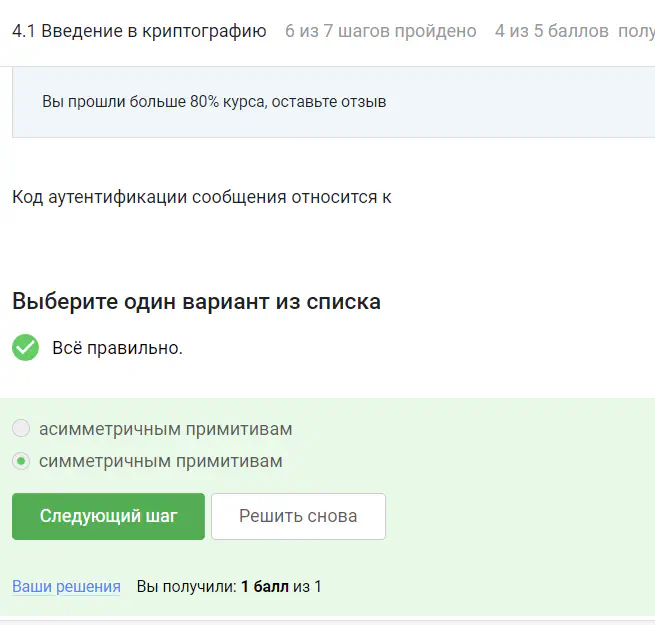 4.1 Введение в криптографию 6 из 7 шагов пройдено 4 из 5 баллов полу
Вы прошли больше 80% курса, оставьте отзыв
Код аутентификации сообщения относится к
Выберите один вариант из списка
Всё правильно.
асимметричным примитивам
симметричным примитивам
Следующий шаг Решить снова
Ваши решения Вы получили: 1 балл из 1